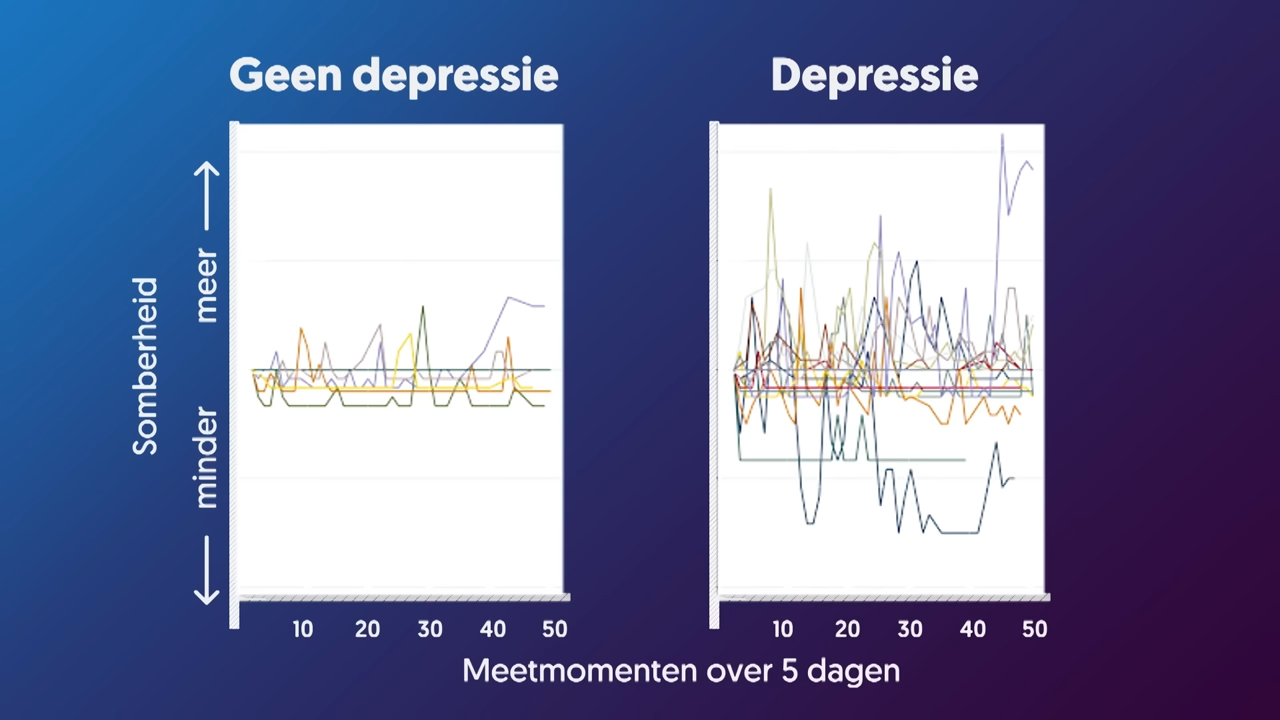 Geen depressie
Depressie
Somberheid
meer
minder
10 20 30 40 50
10 20 30 40 50
Meetmomenten over 5 dagen